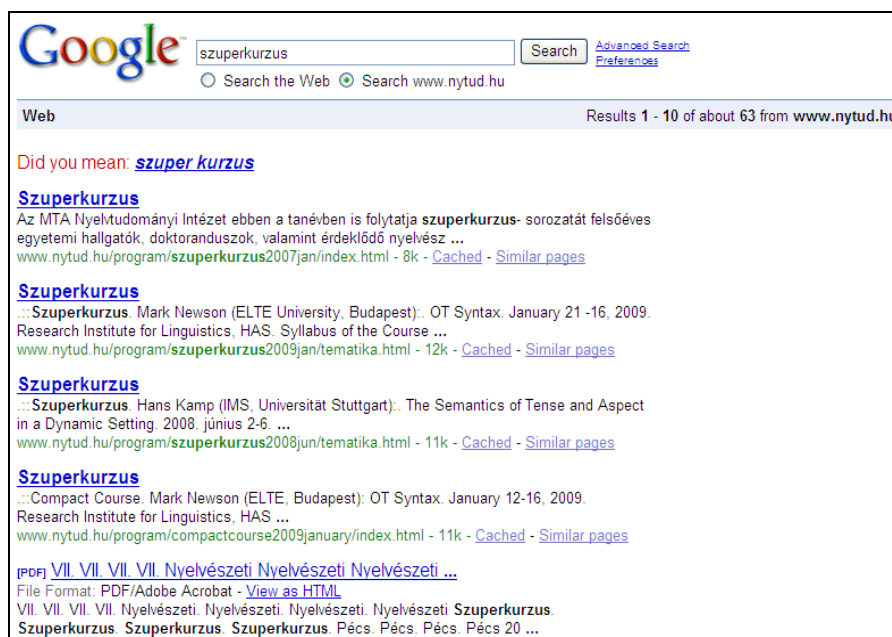 Google™ szuperkurzus Search Advanced Search
Preferences
Search the Web Search www.nytud.hu
Web Results 1 - 10 of about 63 from www.nytud.hu
Did you mean: szuper kurzus
Szuperkurzus
Az MTA Nyelvtudományi Intézet ebben a tanévben is folytatja szuperkurzus- sorozatát felsőéves
egyetemi hallgatók, doktoranduszok, valamint érdeklődő nyelvész ...
www.nytud.hu/program/szuperkurzus2007jan/index.html - 8k - Cached - Similar pages
Szuperkurzus
.::Szuperkurzus. Mark Newson (ELTE University, Budapest):. OT Syntax. January 21 -16, 2009.
Research Institute for Linguistics, HAS. Syllabus of the Course ...
www.nytud.hu/program/szuperkurzus2009jan/tematika.html - 12k - Cached - Similar pages
Szuperkurzus
.::Szuperkurzus. Hans Kamp (IMS, Universität Stuttgart):. The Semantics of Tense and Aspect
in a Dynamic Setting. 2008. június 2-6. ...
www.nytud.hu/program/szuperkurzus2008jun/tematika.html - 11k - Cached - Similar pages
Szuperkurzus
.::Compact Course. Mark Newson (ELTE, Budapest): OT Syntax. January 12-16, 2009.
Research Institute for Linguistics, HAS ...
www.nytud.hu/program/compactcourse2009january/index.html - 11k - Cached - Similar pages
[PDF] VII. VII. VII. VII. Nyelvészeti Nyelvészeti Nyelvészeti ...
File Format: PDF/Adobe Acrobat - View as HTML
VII. VII. VII. VII. Nyelvészeti. Nyelvészeti. Nyelvészeti. Nyelvészeti Szuperkurzus.
Szuperkurzus. Szuperkurzus. Szuperkurzus. Pécs. Pécs. Pécs. Pécs 20 ...